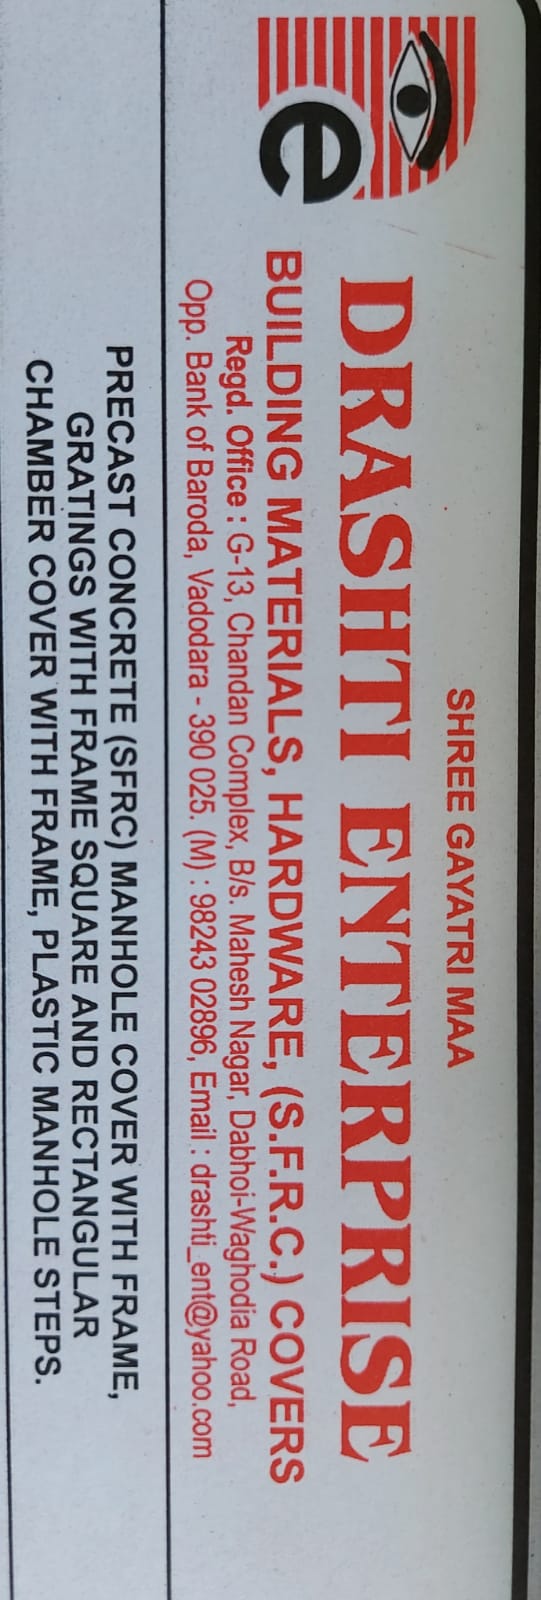 SHREE GAYATRI MAA
DRASHTI ENTERPRISE
e
BUILDING MATERIALS, HARDWARE, (S.F.R.C.) COVERS
Regd. Office : G-13, Chandan Complex, B/s. Mahesh Nagar, Dabhoi-Waghodia Road,
Opp. Bank of Baroda, Vadodara - 390 025. (M) : 98243 02896, Email : drashti_ent@yahoo.com
PRECAST CONCRETE (SFRC) MANHOLE COVER WITH FRAME,
GRATINGS WITH FRAME SQUARE AND RECTANGULAR
CHAMBER COVER WITH FRAME, PLASTIC MANHOLE STEPS.